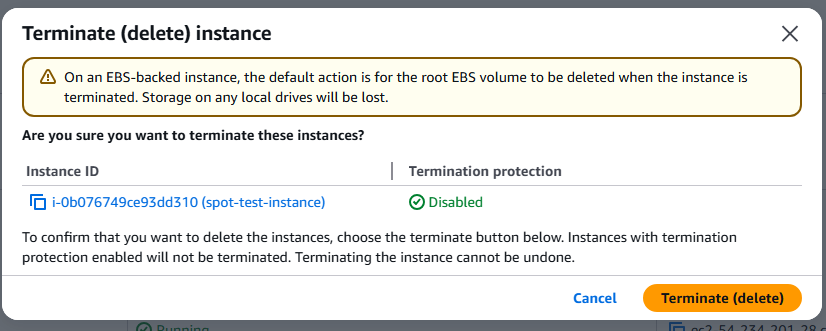 Terminate (delete) instance
On an EBS-backed instance, the default action is for the root EBS volume to be deleted when the instance is
terminated. Storage on any local drives will be lost.
Are you sure you want to terminate these instances?
Instance ID | Termination protection
i-0b076749ce93dd310 (spot-test-instance) Disabled
To confirm that you want to delete the instances, choose the terminate button below. Instances with termination
protection enabled will not be terminated. Terminating the instance cannot be undone.
Cancel Terminate (delete)
Running